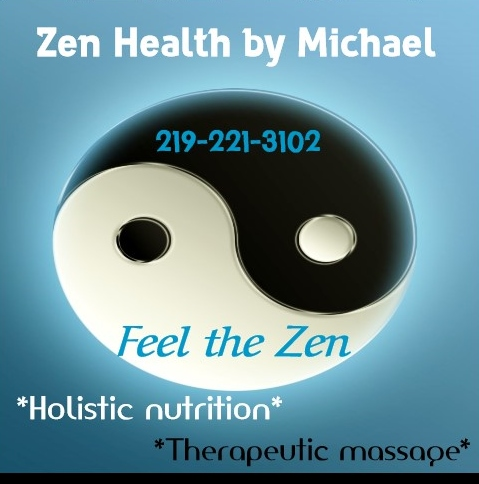 Zen Health by Michael
219-221-3102
Feel the Zen
*Holistic nutrition*
*Therapeutic massage*